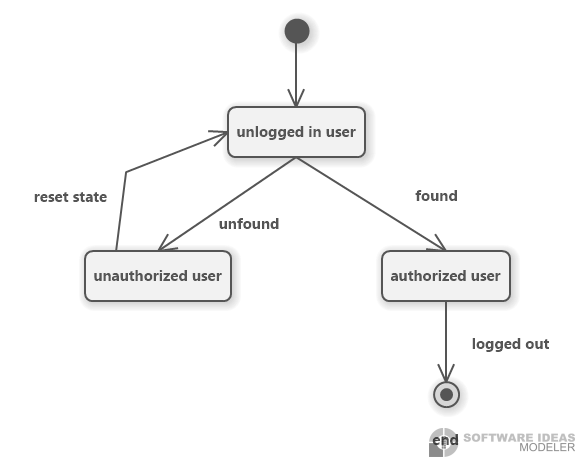 unlogged in user
reset state
found
unfound
unauthorized user
authorized user
logged out
end
SOFTWARE IDEAS
MODELER